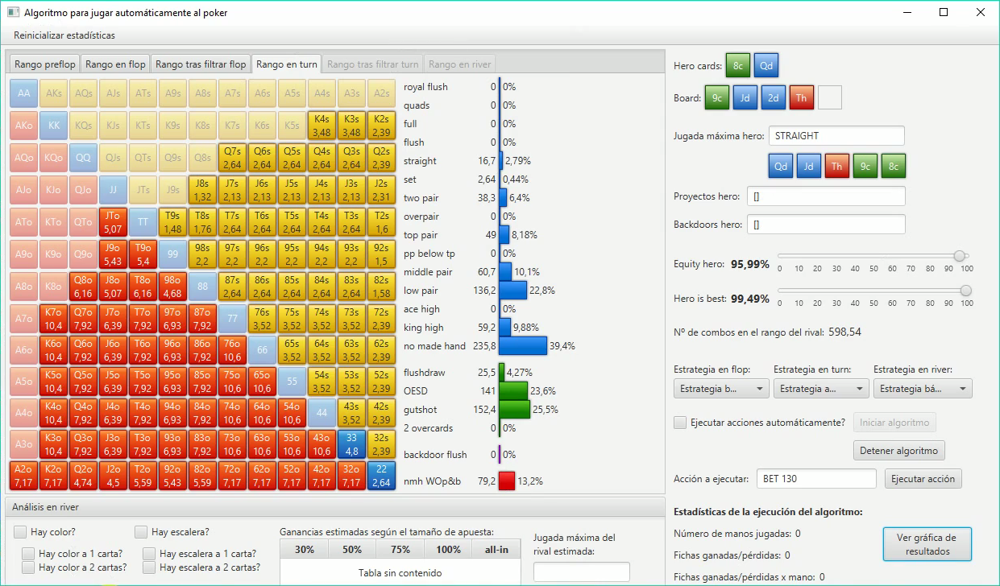 Algoritmo para jugar automáticamente al poker
Reinicializar estadísticas
Rango preflop Rango en flop Rango tras filtrar flop Rango en turn Rango tras filtrar turn Rango en river
AA AKs AQs AJs ATs A9s A8s A7s A6s A5s A4s A3s A2s
AKo KK KQs KJs KTs K9s K8s K7s K6s K5s K4s K3s K2s
3,48 3,48 2,39
AQo KQo QQ QJs QTs Q9s Q8s Q7s Q6s Q5s Q4s Q3s Q2s
2,64 2,64 2,64 2,64 2,64 2,39
AJo KJo QJo JJ JTs J9s J8s J7s J6s J5s J4s J3s J2s
1,32 2,13 2,13 2,13 2,13 2,13 2,31
ATo KTo QTo JTo TT T9s T8s T7s T6s T5s T4s T3s T2s
5,07 1,48 1,76 2,64 2,64 2,64 2,64 2,64 1,6
A9o K9o Q9o J9o T9o 99 98s 97s 96s 95s 94s 93s 92s
5,43 5,4 2,2 2,2 2,2 2,2 2,2 2,2 1,5
A8o K8o Q8o J8o T8o 98o 88 87s 86s 85s 84s 83s 82s
6,16 5,07 6,16 4,68 2,64 2,64 2,64 2,64 2,64 1,58
A7o K7o Q7o J7o T7o 97o 87o 77 76s 75s 74s 73s 72s
10,4 7,92 6,39 7,92 6,93 7,92 3,52 3,52 3,52 3,52 2,39
A6o K6o Q6o J6o T6o 96o 86o 76o 66 65s 64s 63s 62s
10,4 7,92 6,39 7,92 6,93 7,92 10,6 3,52 3,52 3,52 2,39
A5o K5o Q5o J5o T5o 95o 85o 75o 65o 55 54s 53s 52s
10,4 7,92 6,39 7,92 6,93 7,92 10,6 10,6 3,52 3,52 2,39
A4o K4o Q4o J4o T4o 94o 84o 74o 64o 54o 44 43s 42s
10,4 7,92 6,39 7,92 6,93 7,92 10,6 10,6 10,6 3,52 2,39
A3o K3o Q3o J3o T3o 93o 83o 73o 63o 53o 43o 33 32s
10,4 7,92 6,39 7,92 6,93 7,92 10,6 10,6 10,6 10,6 4,8 2,39
A2o K2o Q2o J2o T2o 92o 82o 72o 62o 52o 42o 32o 22
7,17 7,17 4,74 4,5 5,59 5,43 5,59 7,17 7,17 7,17 7,17 7,17 2,64
royal flush 0 0%
quads 0 0%
full 0 0%
flush 0 0%
straight 16,7 2,79%
set 2,64 0,44%
two pair 38,3 6,4%
overpair 0 0%
top pair 49 8,18%
pp below tp 0 0%
middle pair 60,7 10,1%
low pair 136,2 22,8%
ace high 0 0%
king high 59,2 9,88%
no made hand 235,8 39,4%
flushdraw 25,5 4,27%
OESD 141 23,6%
gutshot 152,4 25,5%
2 overcards 0 0%
backdoor flush 0 0%
nmh WOp&b 79,2 13,2%
Hero cards: 8c Qd
Board: 9c Jd 2d Th
Jugada máxima hero: STRAIGHT
Qd Jd Th 9c 8c
Proyectos hero: []
Backdoors hero: []
Equity hero: 95,99%
0 10 20 30 40 50 60 70 80 90 100
Hero is best: 99,49%
0 10 20 30 40 50 60 70 80 90 100
Nº de combos en el rango del rival: 598,54
Estrategia en flop: Estrategia en turn: Estrategia en river:
Estrategia b... Estrategia a... Estrategia bá...
Ejecutar acciones automáticamente? Iniciar algoritmo
Detener algoritmo
Acción a ejecutar: BET 130 Ejecutar acción
Estadísticas de la ejecución del algoritmo:
Número de manos jugadas: 0
Fichas ganadas/pérdidas: 0
Fichas ganadas/pérdidas x mano: 0
Ver gráfica de
resultados
Análisis en river
Hay color? Hay escalera?
Hay color a 1 carta? Hay escalera a 1 carta?
Hay color a 2 cartas? Hay escalera a 2 cartas?
Ganancias estimadas según el tamaño de apuesta:
30% 50% 75% 100% all-in
Tabla sin contenido
Jugada máxima del
rival estimada: